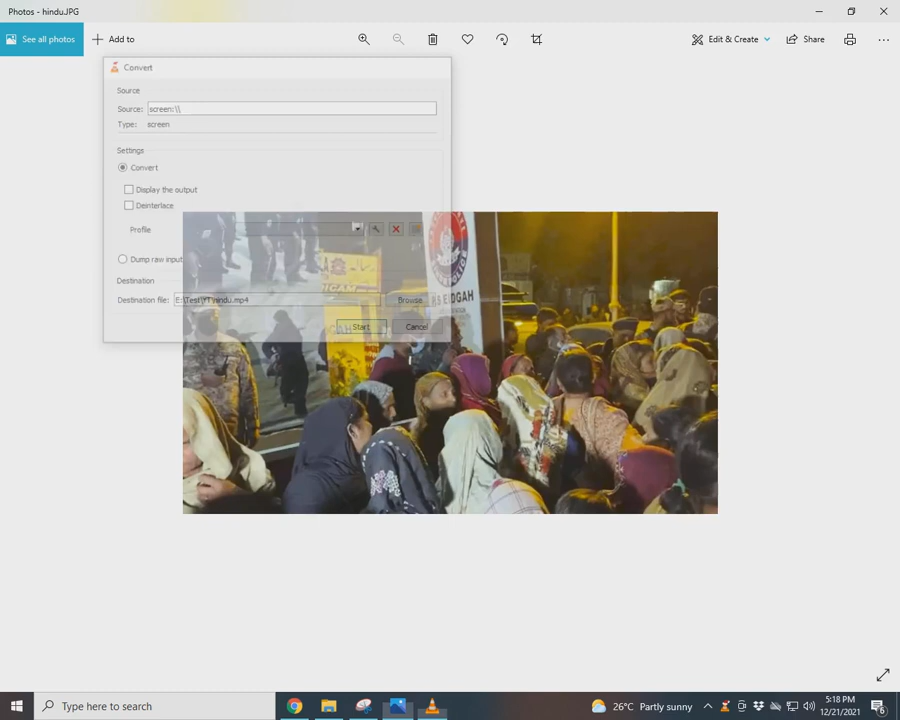 Photos - hindu.JPG
See all photos
Add to
Edit & Create
Share
Convert
Source
Source: screen:\\
Type: screen
Settings
Convert
Display the output
Deinterlace
Profile
Dump raw input
Destination
Destination file: E:\Test\YT\hindu.mp4
Browse
Start
Cancel
Type here to search
26°C Partly sunny
5:18 PM
12/21/2021
6